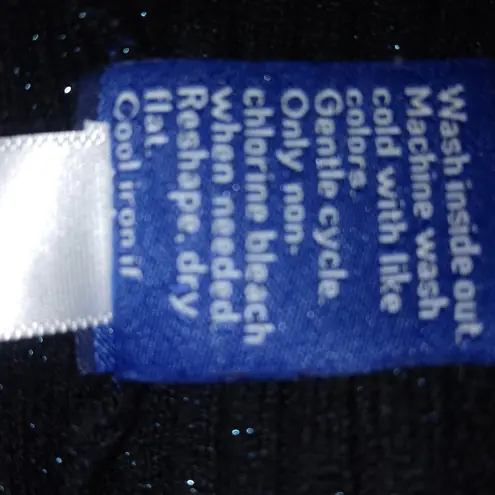 Wash inside out.
Machine wash
cold with like
colors.
Gentle cycle.
Only non-
chlorine bleach
when needed.
Reshape, dry
flat.
Cool iron if